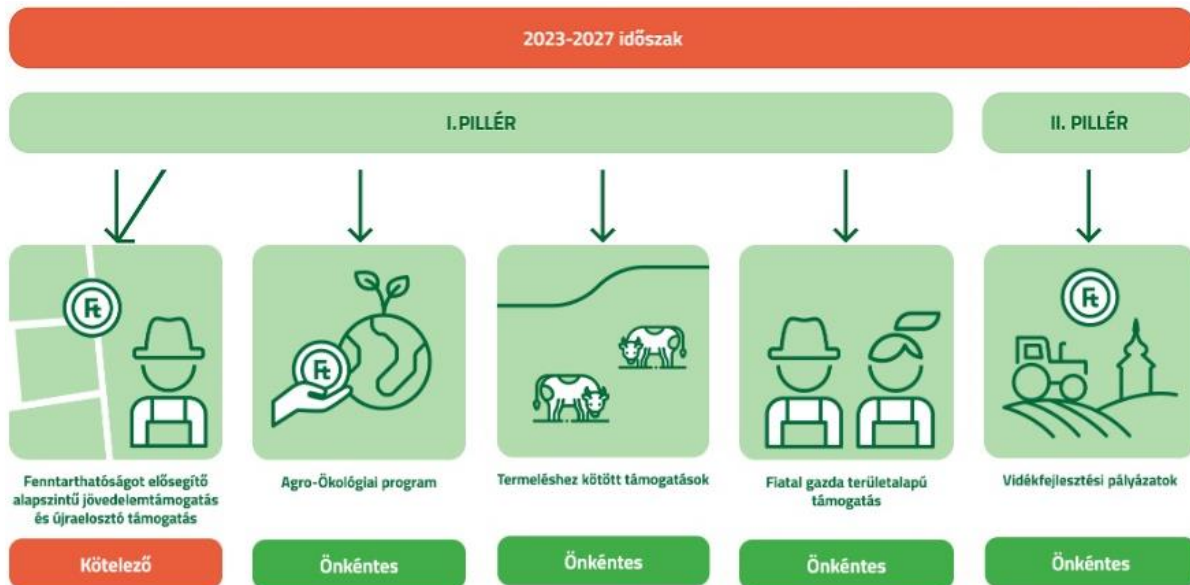 2023-2027 időszak
I.PILLÉR
II. PILLÉR
Ft
Ft
Ft
Fenntarthatóságot elősegítő
alapszintű jövedelemtámogatás
és újraelosztó támogatás
Agro-Ökológiai program
Termeléshez kötött támogatások
Fiatal gazda területalapú
támogatás
Vidékfejlesztési pályázatok
Kötelező
Önkéntes
Önkéntes
Önkéntes
Önkéntes